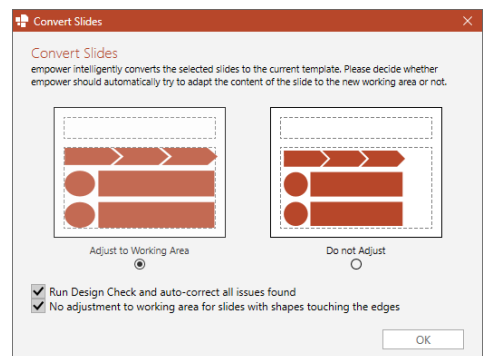 Convert Slides
Convert Slides
empower intelligently converts the selected slides to the current template. Please decide whether
empower should automatically try to adapt the content of the slide to the new working area or not.
Adjust to Working Area
Do not Adjust
Run Design Check and auto-correct all issues found
No adjustment to working area for slides with shapes touching the edges
OK